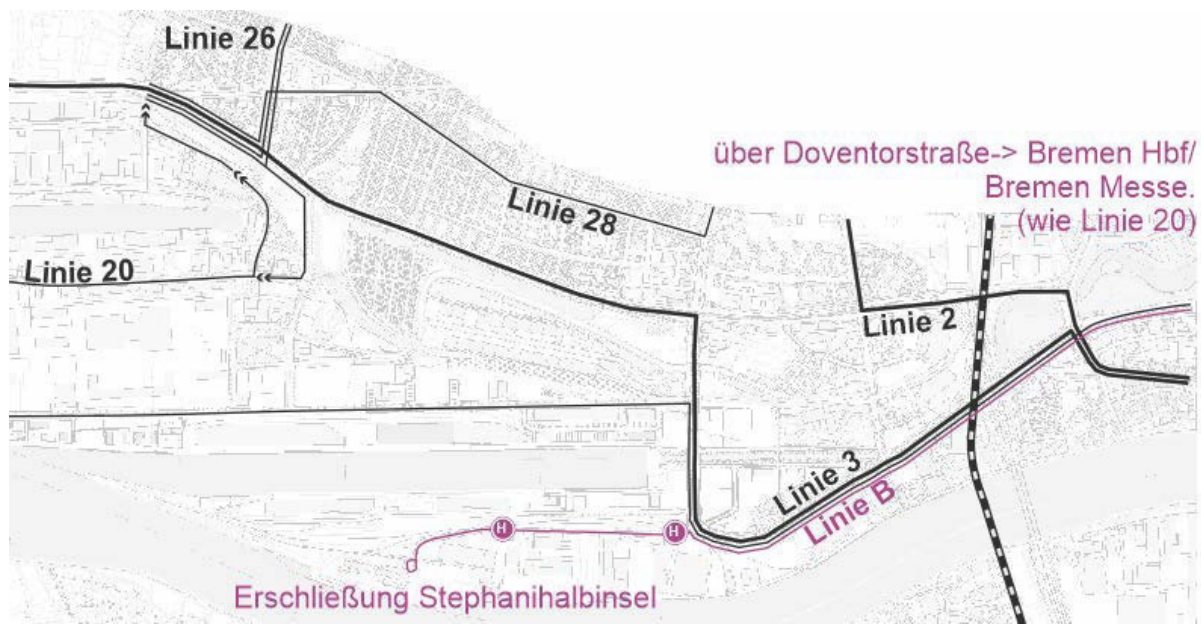 Linie 26
über Doventorstraße-> Bremen Hbf/
Bremen Messe.
(wie Linie 20)
Linie 28
Linie 20
Linie 2
Linie 3
Linie B
H
H
Erschließung Stephanihalbinsel